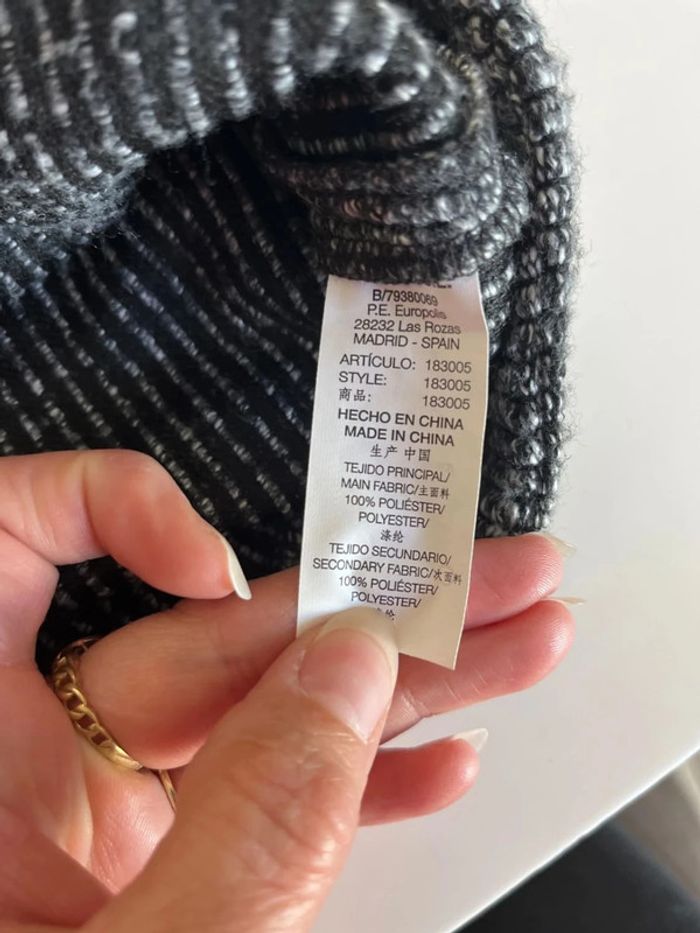 B/79380069
P.E. Europolis
28232 Las Rozas
MADRID - SPAIN
ARTÍCULO: 183005
STYLE: 183005
商品: 183005
HECHO EN CHINA
MADE IN CHINA
生产 中国
TEJIDO PRINCIPAL/
MAIN FABRIC/主面料
100% POLIÉSTER/
POLYESTER/
涤纶
TEJIDO SECUNDARIO/
SECONDARY FABRIC/次面料
100% POLIÉSTER/
POLYESTER/